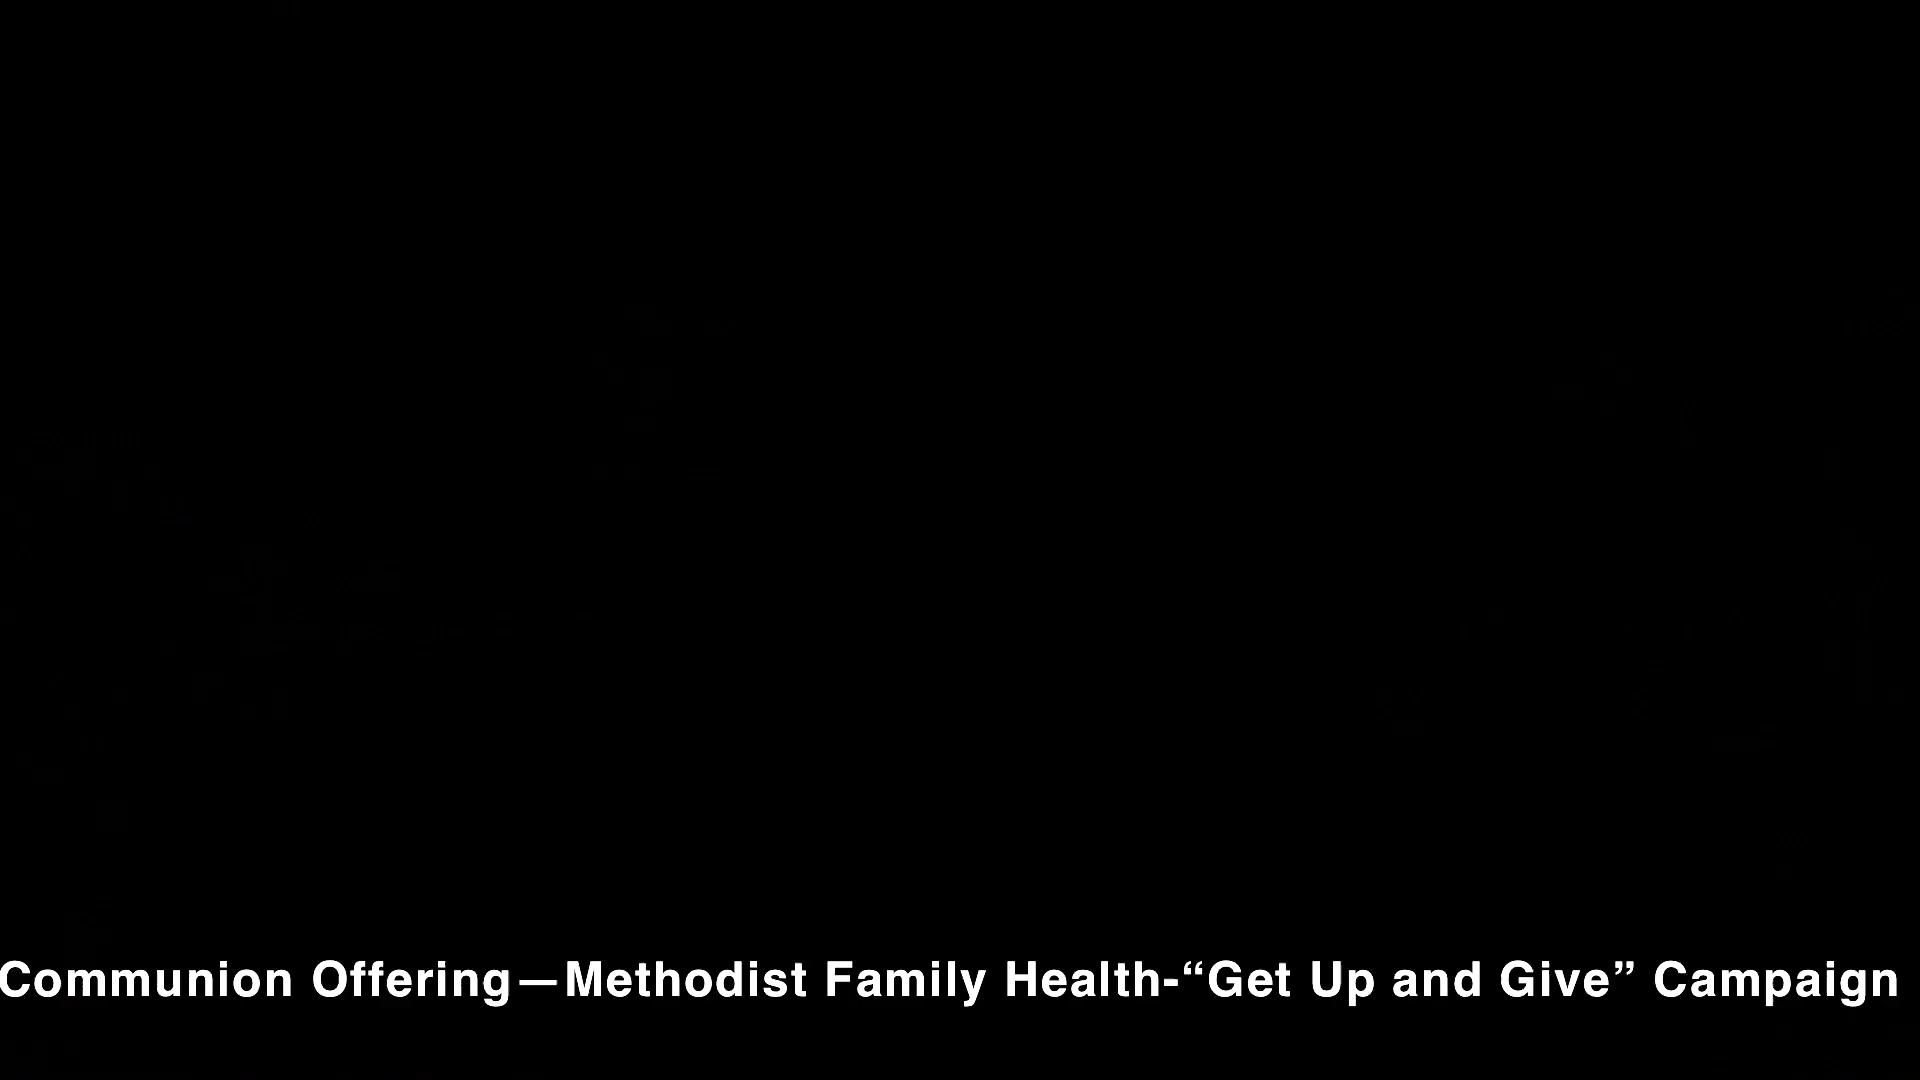 Communion Offering—Methodist Family Health-“Get Up and Give” Campaign